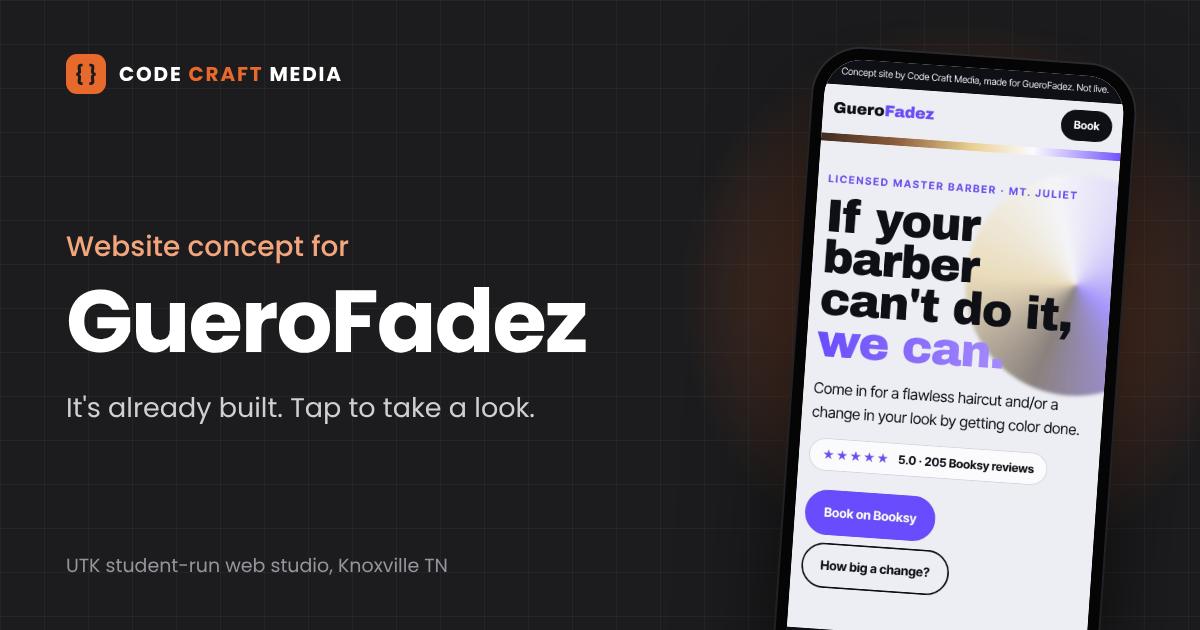 { } CODE CRAFT MEDIA
Website concept for
GueroFadez
It's already built. Tap to take a look.
UTK student-run web studio, Knoxville TN
Concept site by Code Craft Media, made for GueroFadez. Not live.
GueroFadez
Book
LICENSED MASTER BARBER · MT. JULIET
If your
barber
can't do it,
we can.
Come in for a flawless haircut and/or a
change in your look by getting color done.
★★★★★ 5.0 · 205 Booksy reviews
Book on Booksy
How big a change?